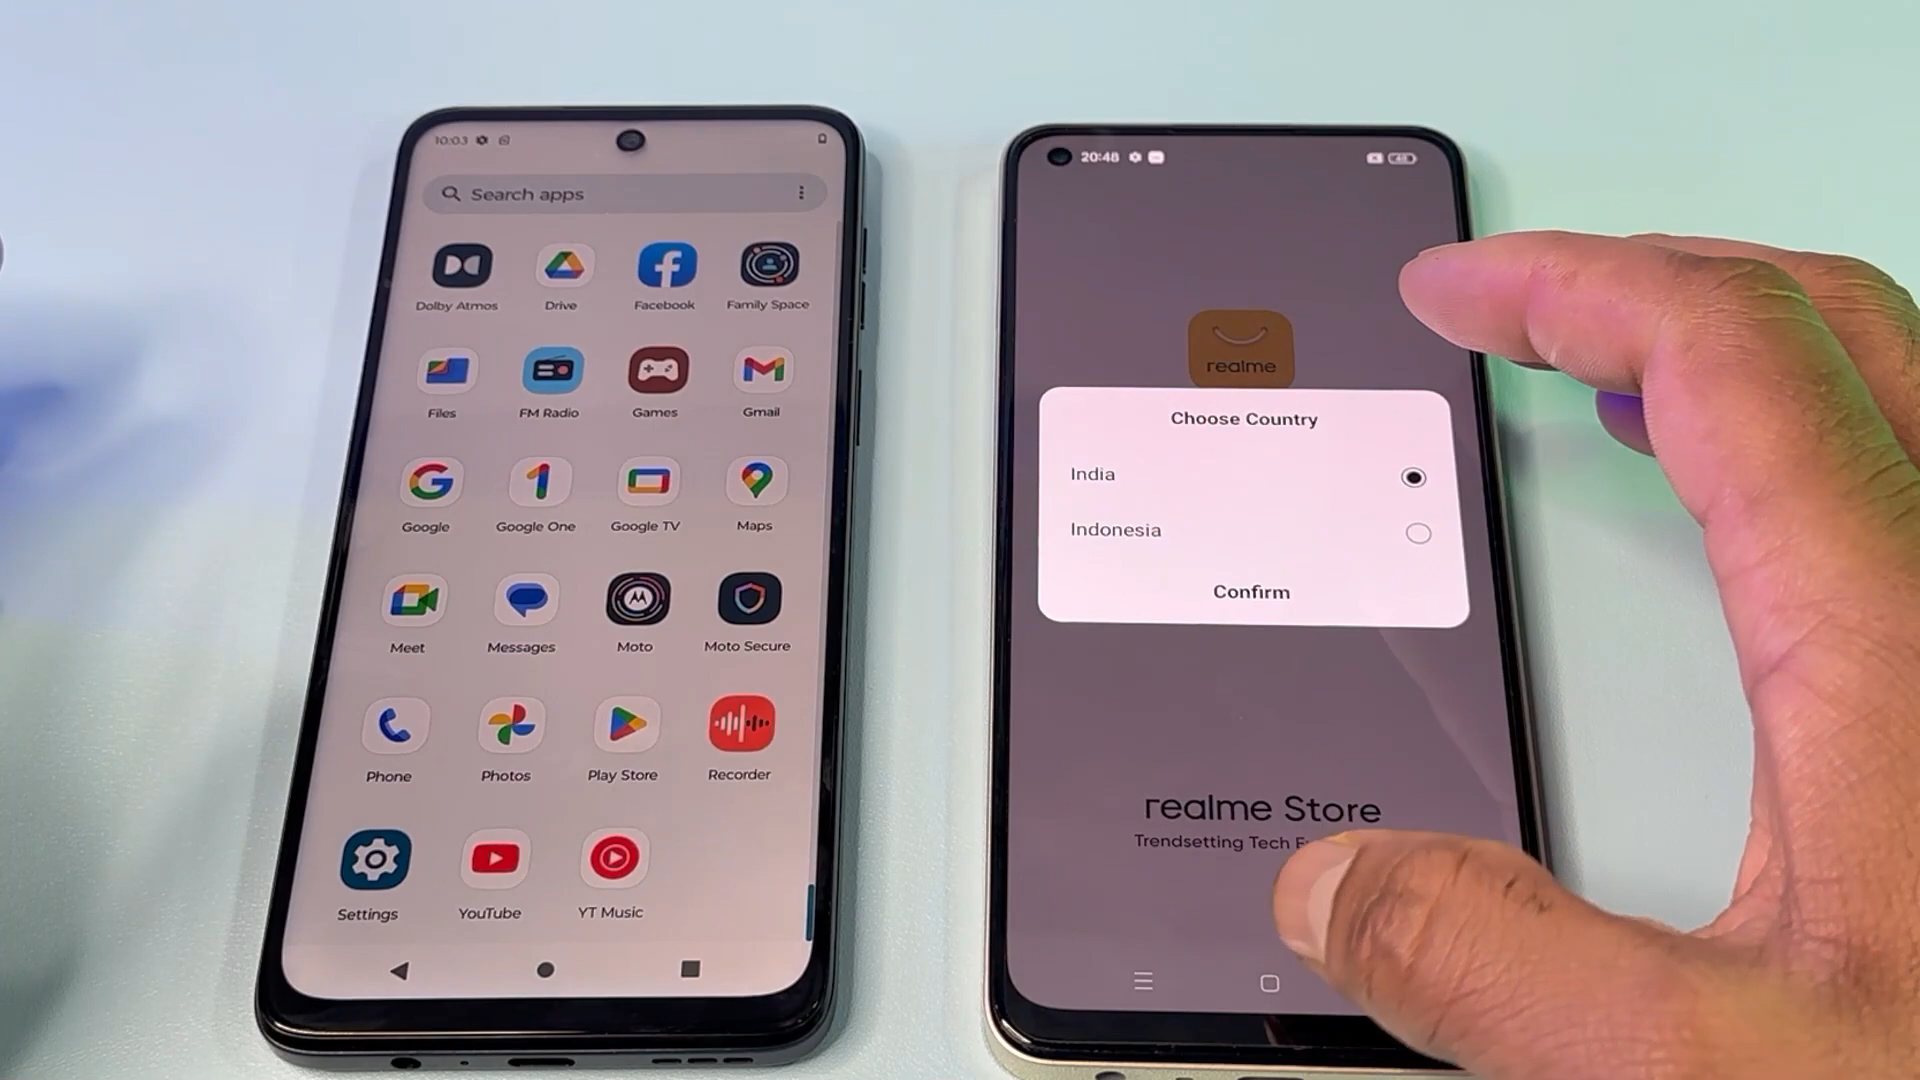 10:03
Search apps
Dolby Atmos
Drive
Facebook
Family Space
Files
FM Radio
Games
Gmail
Google
Google One
Google TV
Maps
Meet
Messages
Moto
Moto Secure
Phone
Photos
Play Store
Recorder
Settings
YouTube
YT Music
20:48
realme
Choose Country
India
Indonesia
Confirm
realme Store
Trendsetting Tech